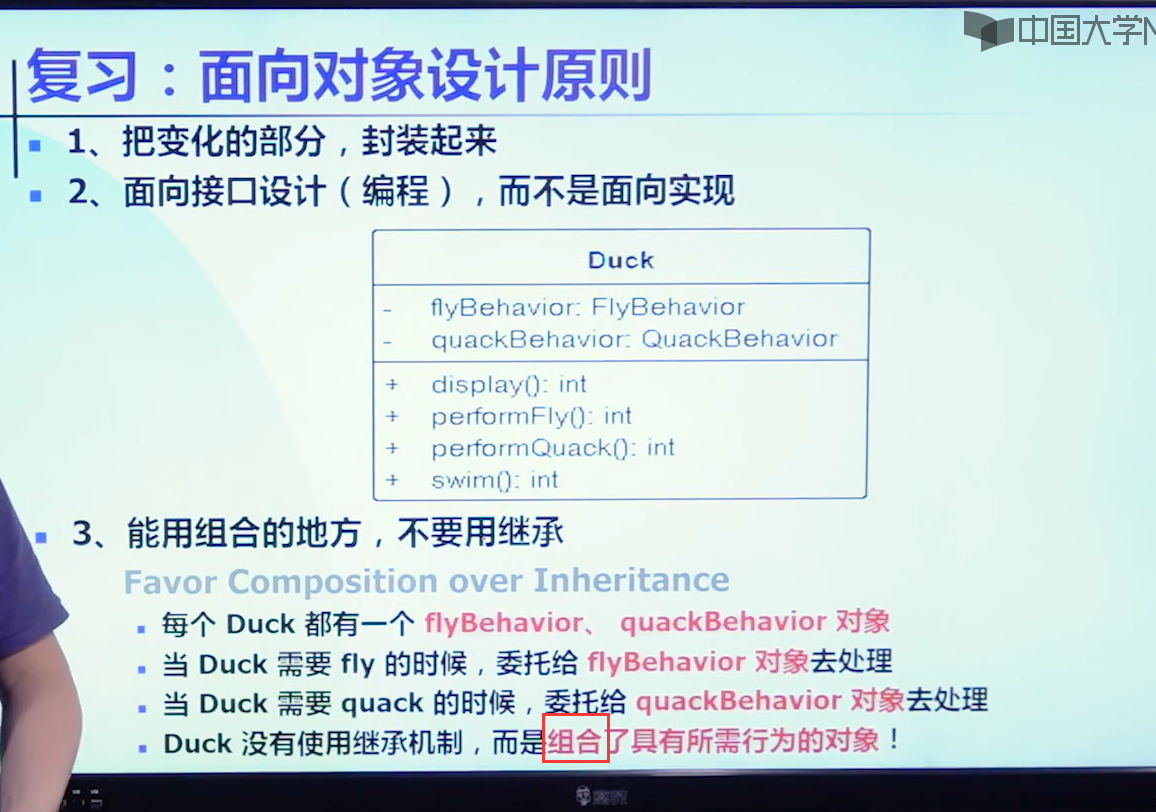 中国大学M
复习：面向对象设计原则
1、把变化的部分，封装起来
2、面向接口设计（编程），而不是面向实现
Duck
- flyBehavior: FlyBehavior
- quackBehavior: QuackBehavior
+ display(): int
+ performFly(): int
+ performQuack(): int
+ swim(): int
3、能用组合的地方，不要用继承
Favor Composition over Inheritance
每个 Duck 都有一个 flyBehavior、 quackBehavior 对象
当 Duck 需要 fly 的时候，委托给 flyBehavior 对象去处理
当 Duck 需要 quack 的时候，委托给 quackBehavior 对象去处理
Duck 没有使用继承机制，而是组合了具有所需行为的对象！